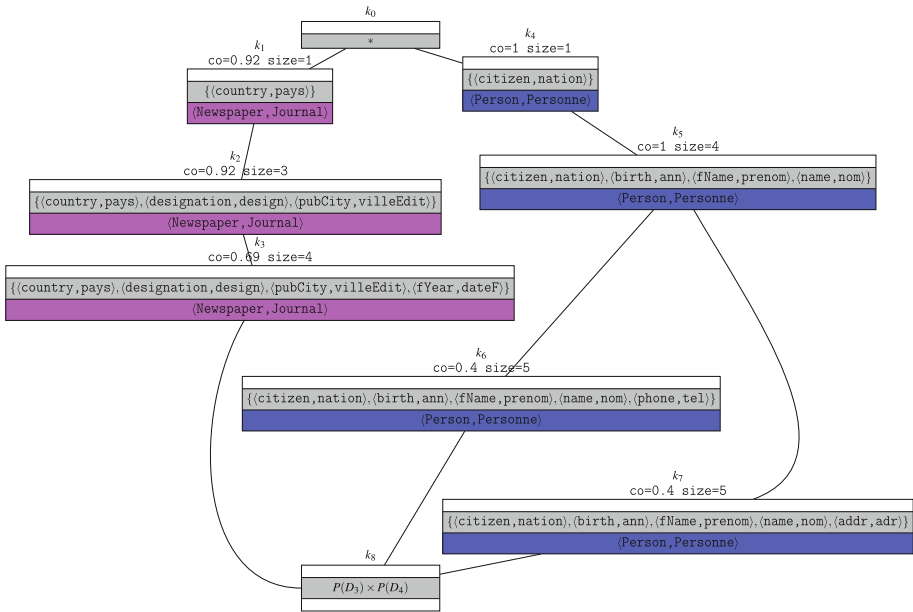 k0
*
k1
co=0.92 size=1
{⟨country,pays⟩}
⟨Newspaper,Journal⟩
k4
co=1 size=1
{⟨citizen,nation⟩}
⟨Person,Personne⟩
k2
co=0.92 size=3
{⟨country,pays⟩,⟨designation,design⟩,⟨pubCity,villeEdit⟩}
⟨Newspaper,Journal⟩
k5
co=1 size=4
{⟨citizen,nation⟩,⟨birth,ann⟩,⟨fName,prenom⟩,⟨name,nom⟩}
⟨Person,Personne⟩
k3
co=0.69 size=4
{⟨country,pays⟩,⟨designation,design⟩,⟨pubCity,villeEdit⟩,⟨fYear,dateF⟩}
⟨Newspaper,Journal⟩
k6
co=0.4 size=5
{⟨citizen,nation⟩,⟨birth,ann⟩,⟨fName,prenom⟩,⟨name,nom⟩,⟨phone,tel⟩}
⟨Person,Personne⟩
k7
co=0.4 size=5
{⟨citizen,nation⟩,⟨birth,ann⟩,⟨fName,prenom⟩,⟨name,nom⟩,⟨addr,adr⟩}
⟨Person,Personne⟩
k8
P(D3)×P(D4)